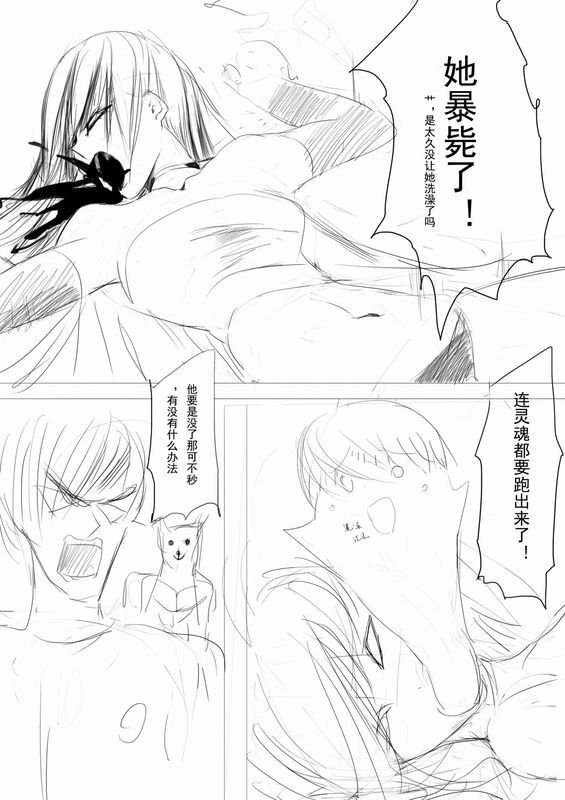 她暴毙了！
艹，是太久没让她洗澡了吗
连灵魂都要跑出来了！
他要是没了那可不秒
，有没有什么办法